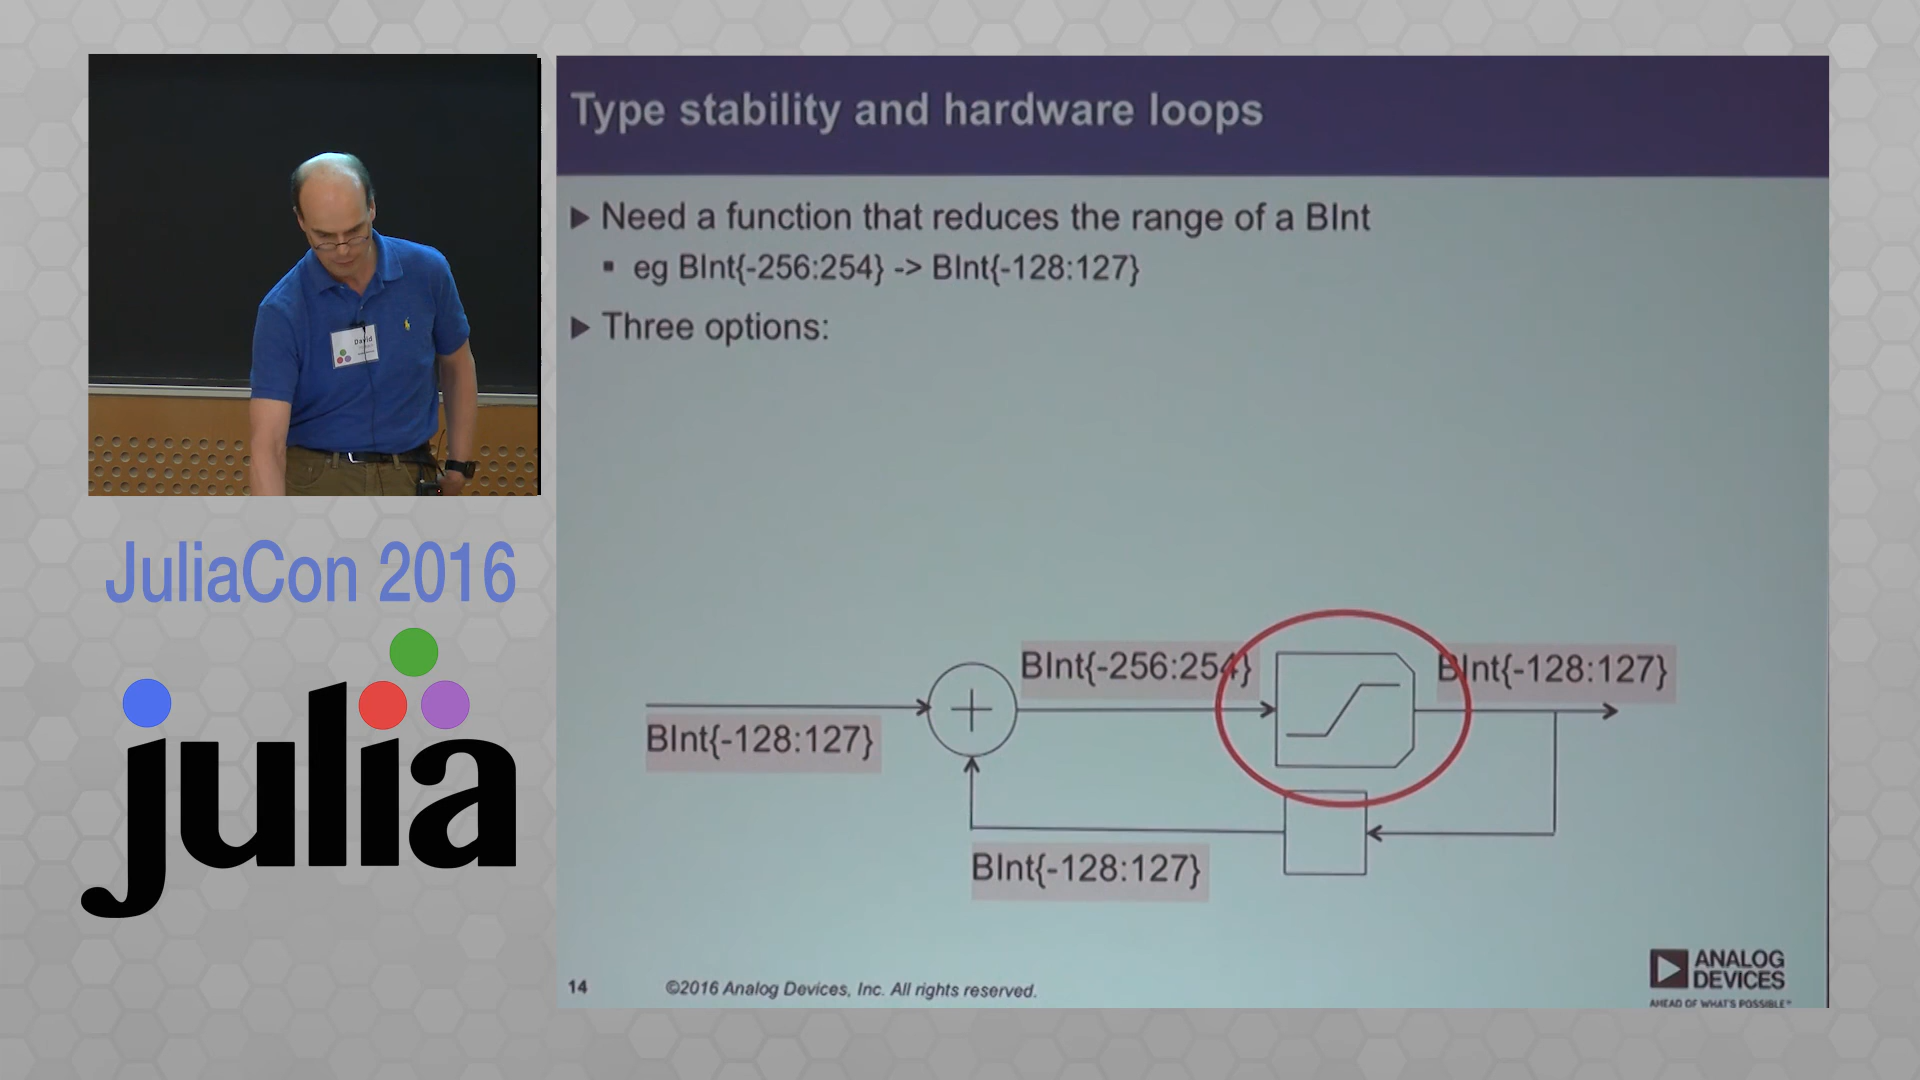 Type stability and hardware loops
Need a function that reduces the range of a BInt
eg BInt{-256:254} -> BInt{-128:127}
Three options:
David
JuliaCon 2016
julia
BInt{-256:254}
BInt{-128:127}
BInt{-128:127}
BInt{-128:127}
14
©2016 Analog Devices, Inc. All rights reserved.
ANALOG
DEVICES
AHEAD OF WHAT'S POSSIBLE™